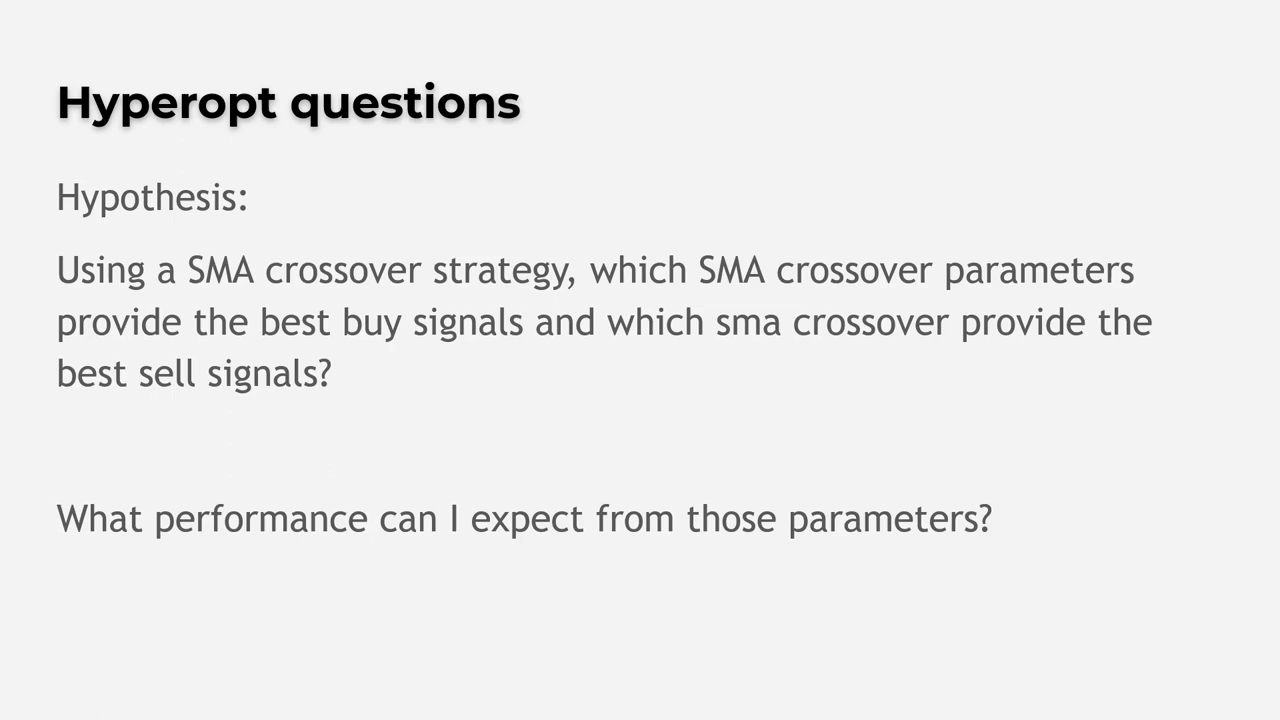 Hyperopt questions
Hypothesis:
Using a SMA crossover strategy, which SMA crossover parameters
provide the best buy signals and which sma crossover provide the
best sell signals?
What performance can I expect from those parameters?